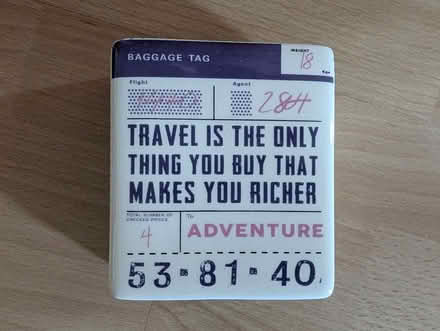 BAGGAGE TAG
WEIGHT
18
Flight
Agent
284
TRAVEL IS THE ONLY
THING YOU BUY THAT
MAKES YOU RICHER
TOTAL NUMBER OF
CHECKED PIECES
4
To
ADVENTURE
53·81·40